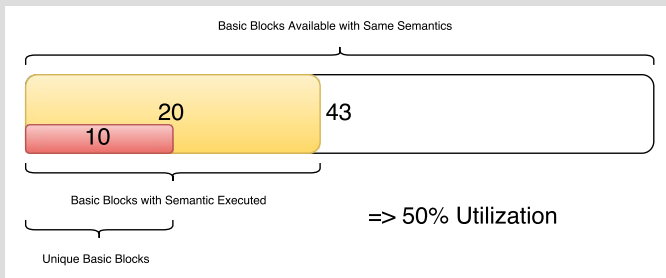 Basic Blocks Available with Same Semantics
20
43
10
Basic Blocks with Semantic Executed
=> 50% Utilization
Unique Basic Blocks